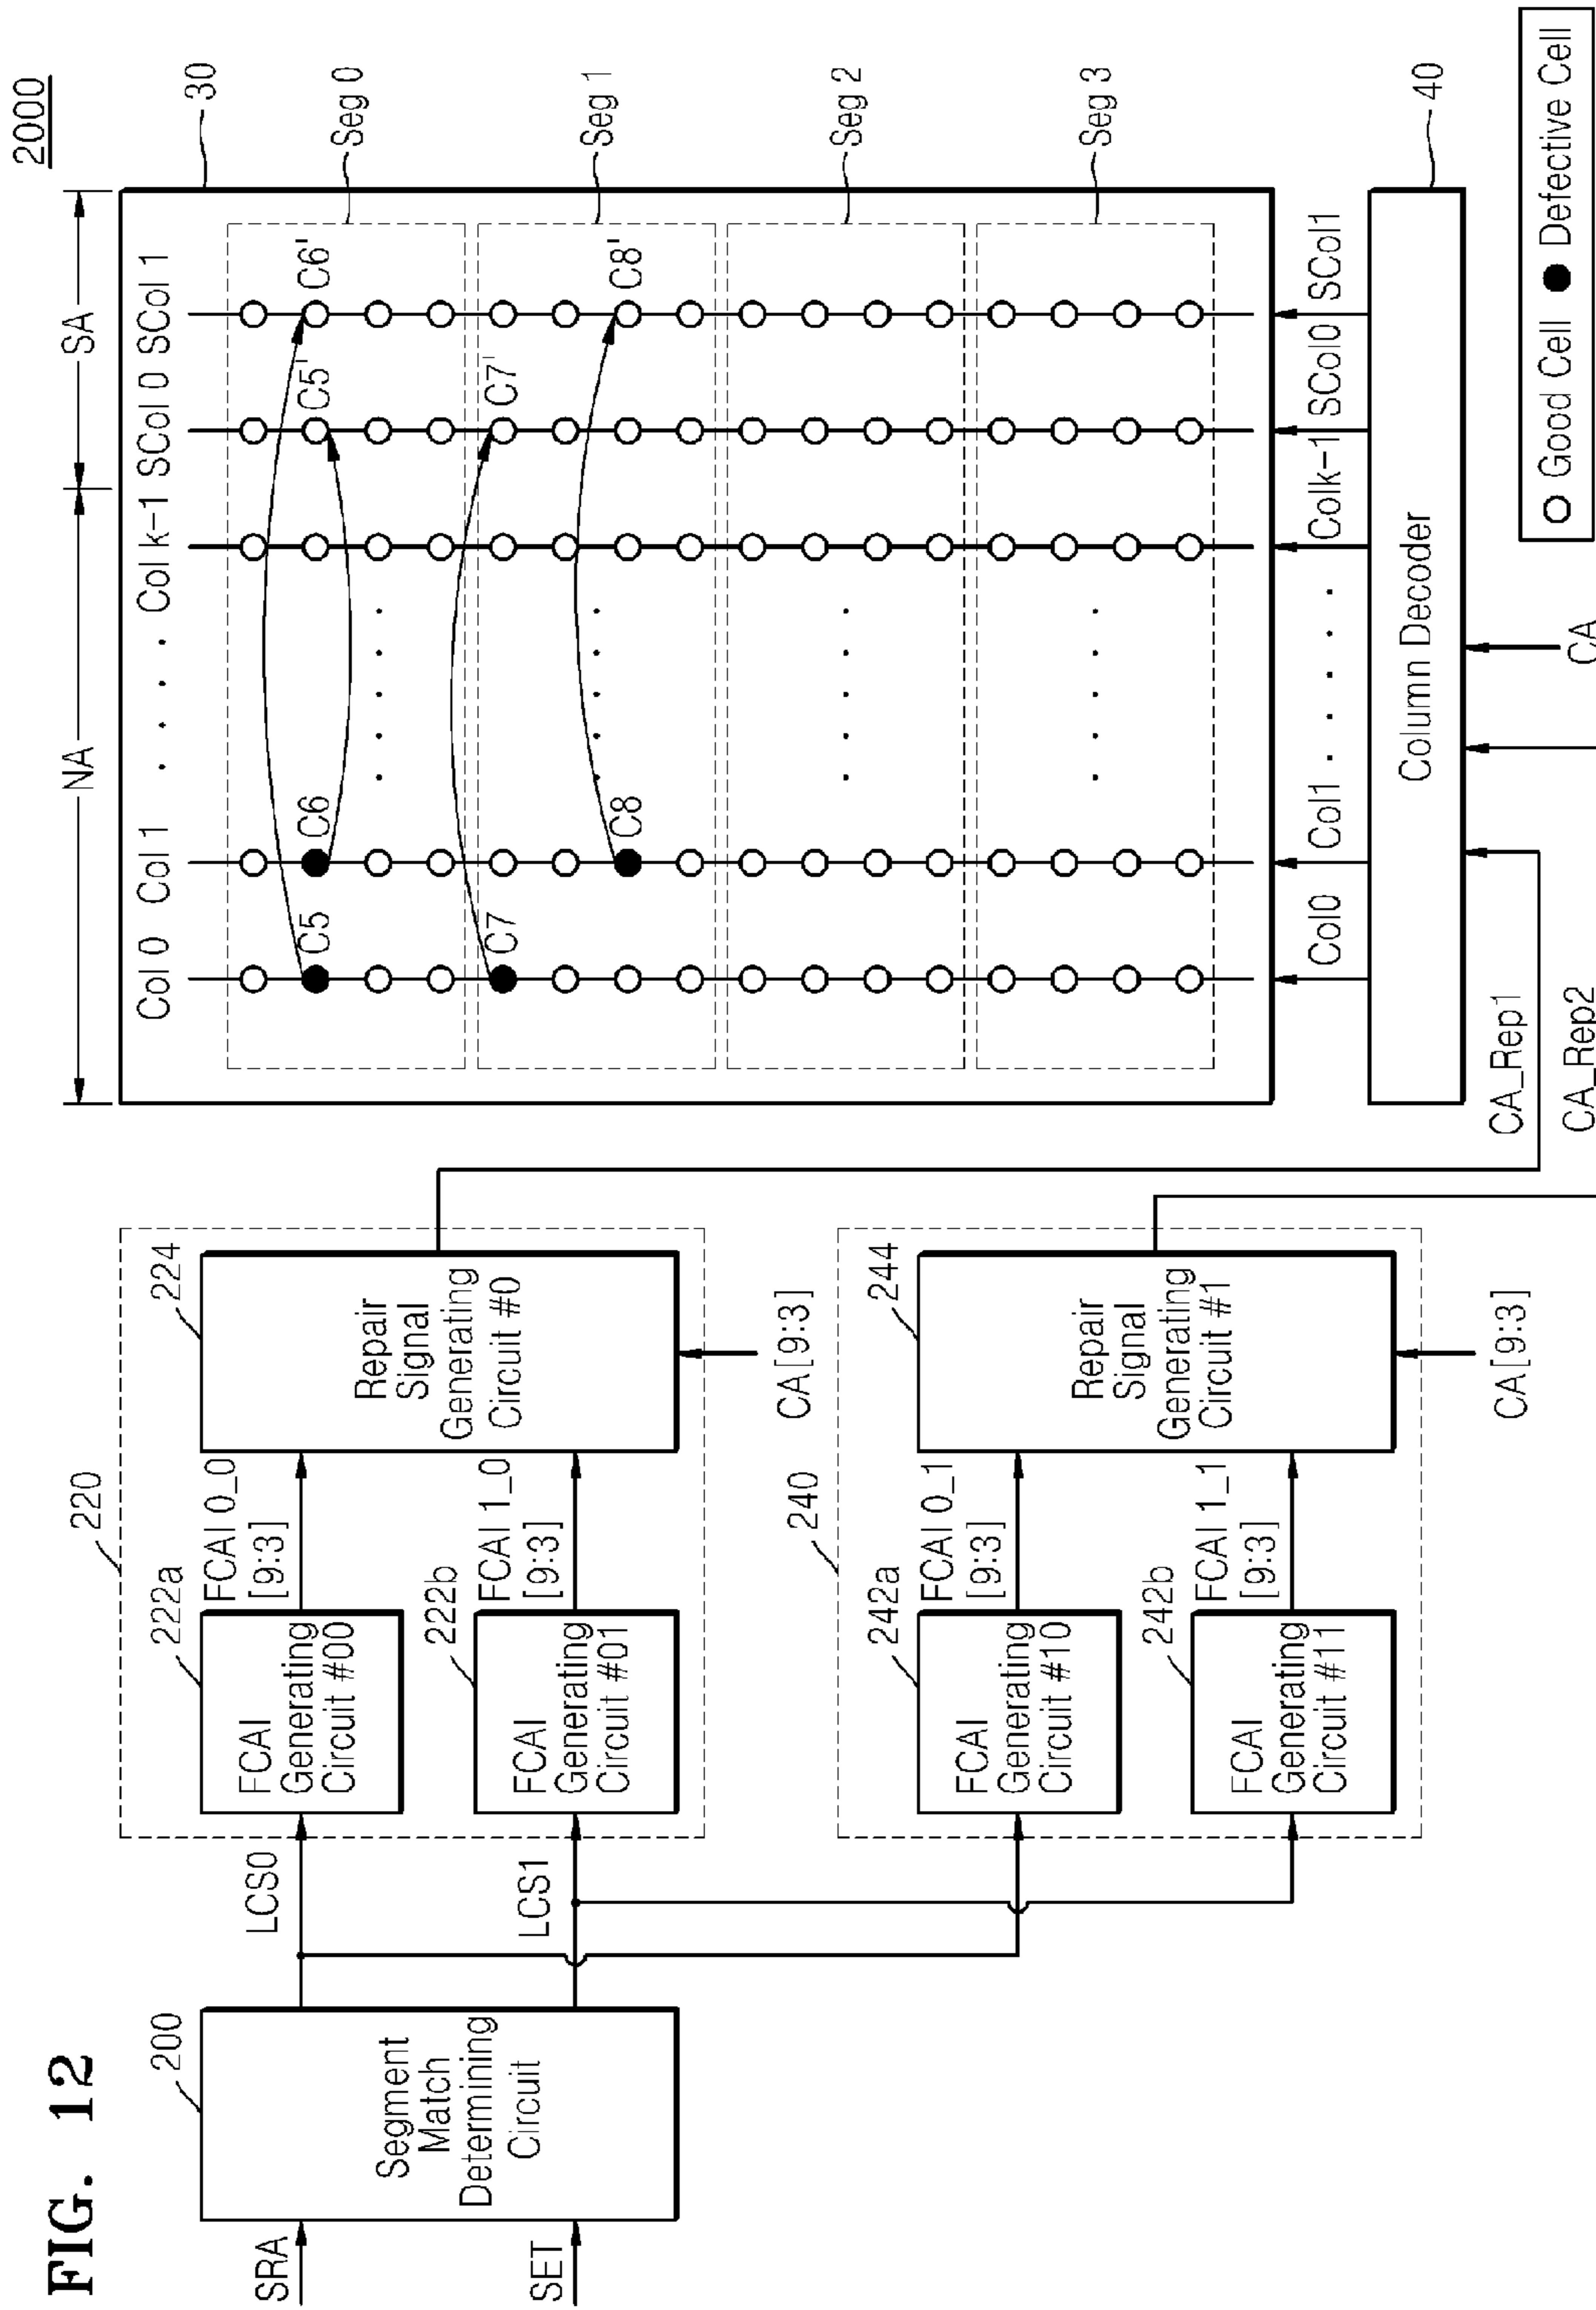 FIG. 12
2000
SRA
SET
200
Segment
Match
Determining
Circuit
LCS0
LCS1
220
222a
FCAI
Generating
Circuit #00
FCAI 0_0
[9:3]
222b
FCAI
Generating
Circuit #01
FCAI 1_0
[9:3]
224
Repair
Signal
Generating
Circuit #0
CA[9:3]
240
242a
FCAI
Generating
Circuit #10
FCAI 0_1
[9:3]
242b
FCAI
Generating
Circuit #11
FCAI 1_1
[9:3]
244
Repair
Signal
Generating
Circuit #1
CA[9:3]
CA_Rep1
CA_Rep2
NA
SA
Col 0 Col 1 . . . . Col k-1 SCol 0 SCol 1
30
C5 C6 C5' C6'
Seg 0
C7 C7'
C8 C8'
Seg 1
Seg 2
Seg 3
Col0 Col1 . . . . . Colk-1 SCol0 SCol1
Column Decoder
40
CA
Good Cell Defective Cell